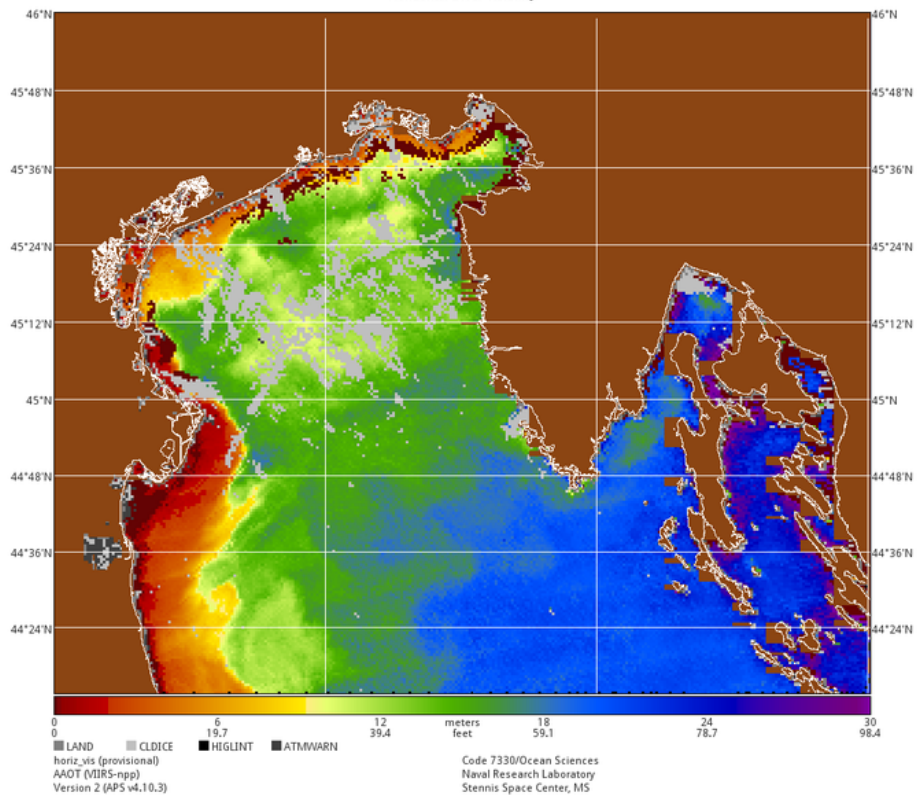 46°N 46°N
45°48'N 45°48'N
45°36'N 45°36'N
45°24'N 45°24'N
45°12'N 45°12'N
45°N 45°N
44°48'N 44°48'N
44°36'N 44°36'N
44°24'N 44°24'N
0 6 12 meters 18 24 30
0 19.7 39.4 feet 59.1 78.7 98.4
LAND CLDICE HIGLINT ATMWARN
horiz_vis (provisional) Code 7330/Ocean Sciences
AAOT (VIIRS-npp) Naval Research Laboratory
Version 2 (APS v4.10.3) Stennis Space Center, MS